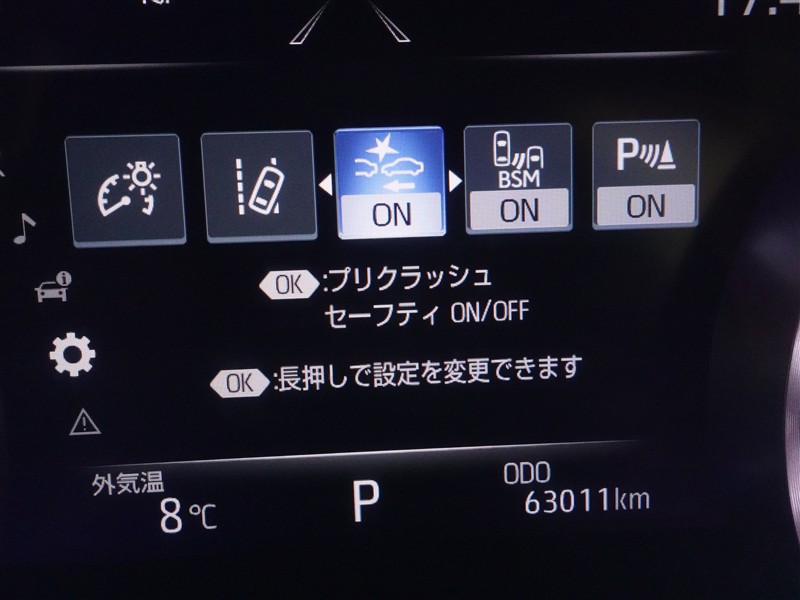 ON
BSM
ON
P
ON
OK :プリクラッシュ
セーフティ ON/OFF
OK :長押しで設定を変更できます
外気温
8℃
P
ODO
63011km